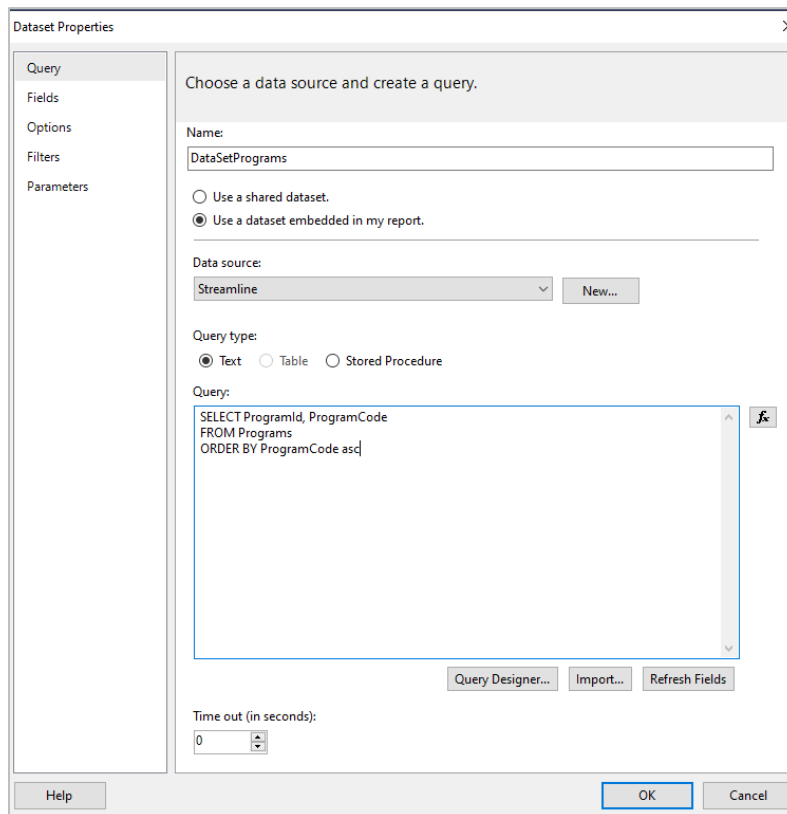 Dataset Properties
Query
Fields
Options
Filters
Parameters
Choose a data source and create a query.
Name:
DataSetPrograms
Use a shared dataset.
Use a dataset embedded in my report.
Data source:
Streamline
New...
Query type:
Text Table Stored Procedure
Query:
SELECT ProgramId, ProgramCode
FROM Programs
ORDER BY ProgramCode asc
fx
Query Designer... Import... Refresh Fields
Time out (in seconds):
0
Help OK Cancel